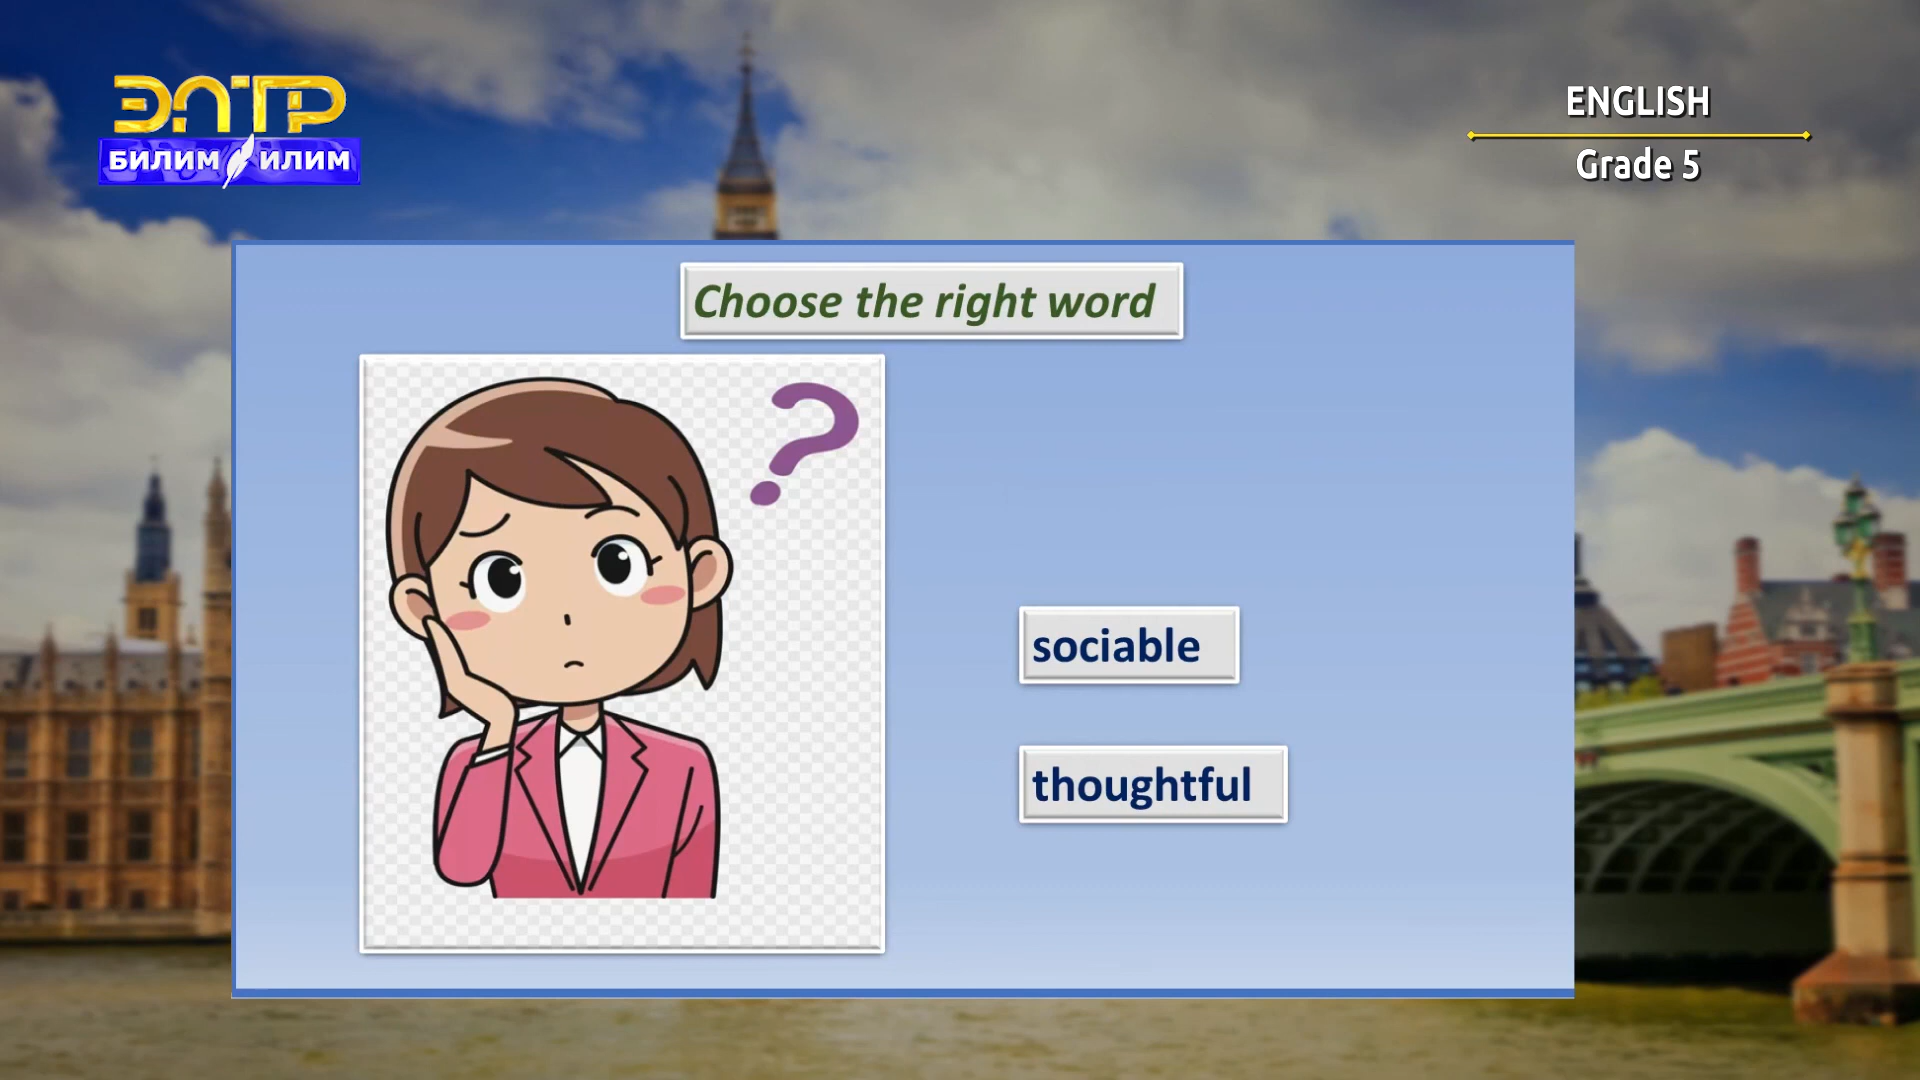 ЭЛТР
БИЛИМ ИЛИМ
ENGLISH
Grade 5
Choose the right word
?
sociable
thoughtful